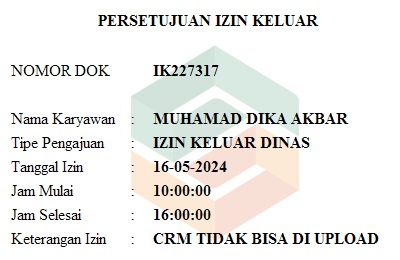 PERSETUJUAN IZIN KELUAR
NOMOR DOK IK227317
Nama Karyawan : MUHAMAD DIKA AKBAR
Tipe Pengajuan : IZIN KELUAR DINAS
Tanggal Izin : 16-05-2024
Jam Mulai : 10:00:00
Jam Selesai : 16:00:00
Keterangan Izin : CRM TIDAK BISA DI UPLOAD